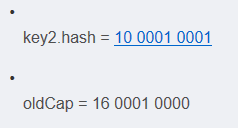 • key2.hash = 10 0001 0001
• oldCap = 16 0001 0000